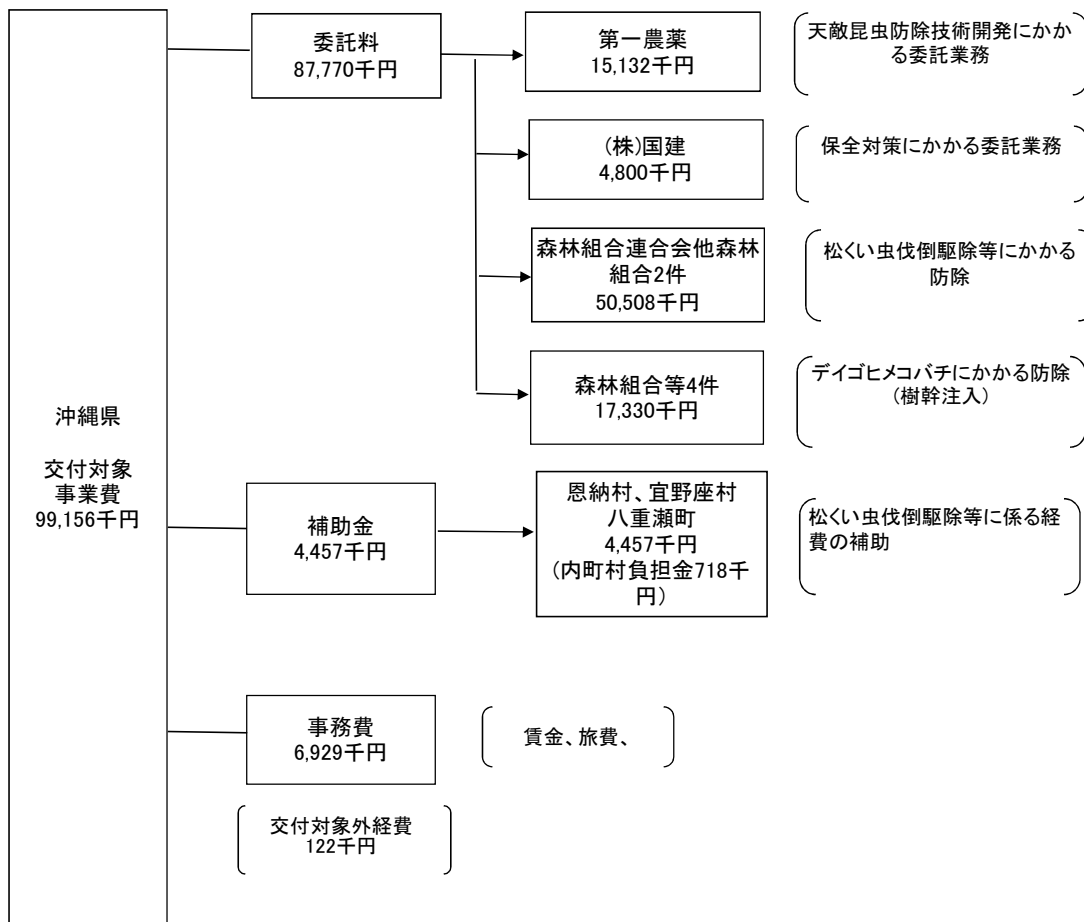 沖縄県
交付対象
事業費
99,156千円
委託料
87,770千円
第一農薬
15,132千円
天敵昆虫防除技術開発にかか
る委託業務
(株)国建
4,800千円
保全対策にかかる委託業務
森林組合連合会他森林
組合2件
50,508千円
松くい虫伐倒駆除等にかかる
防除
森林組合等4件
17,330千円
デイゴヒメコバチにかかる防除
(樹幹注入)
補助金
4,457千円
恩納村、宜野座村
八重瀬町
4,457千円
(内町村負担金718千
円)
松くい虫伐倒駆除等に係る経
費の補助
事務費
6,929千円
賃金、旅費、
交付対象外経費
122千円